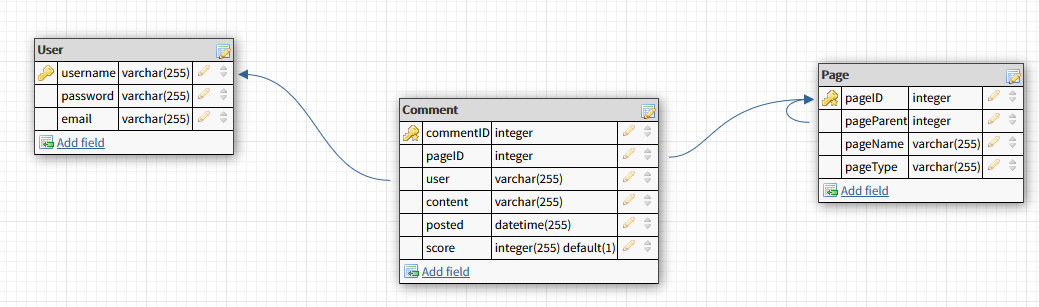 User
username varchar(255)
password varchar(255)
email varchar(255)
Add field
Comment
commentID integer
pageID integer
user varchar(255)
content varchar(255)
posted datetime(255)
score integer(255) default(1)
Add field
Page
pageID integer
pageParent integer
pageName varchar(255)
pageType varchar(255)
Add field